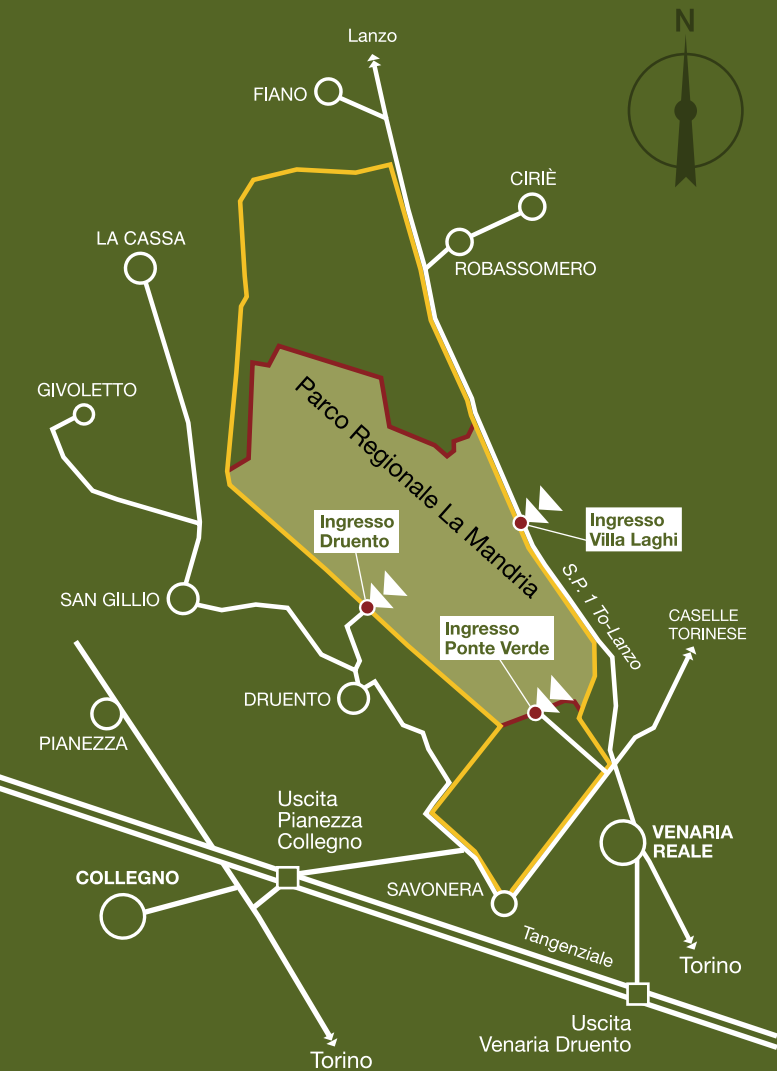 N
Lanzo
FIANO
CIRIÈ
ROBASSOMERO
LA CASSA
GIVOLETTO
Parco Regionale La Mandria
Ingresso
Druento
Ingresso
Villa Laghi
S.P. 1 To-Lanzo
SAN GILLIO
CASELLE
TORINESE
Ingresso
Ponte Verde
DRUENTO
PIANEZZA
Uscita
Pianezza
Collegno
VENARIA
REALE
COLLEGNO
SAVONERA
Tangenziale
Torino
Uscita
Venaria Druento
Torino